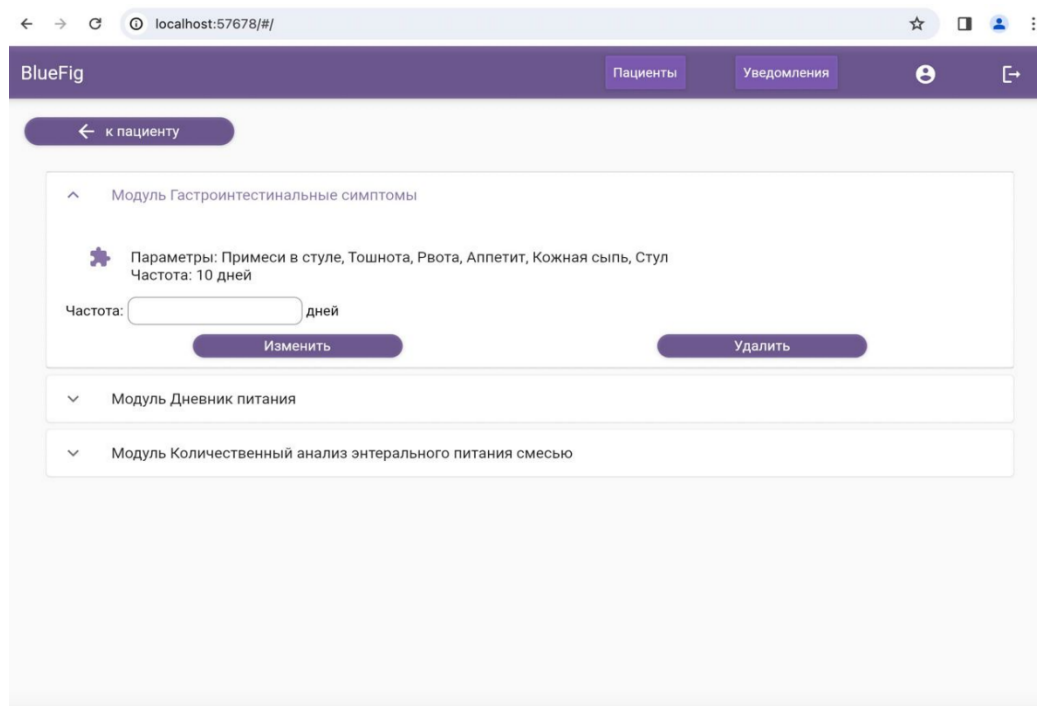 localhost:57678/#/
BlueFig
Пациенты
Уведомления
к пациенту
Модуль Гастроинтестинальные симптомы
Параметры: Примеси в стуле, Тошнота, Рвота, Аппетит, Кожная сыпь, Стул
Частота: 10 дней
Частота: дней
Изменить
Удалить
Модуль Дневник питания
Модуль Количественный анализ энтерального питания смесью